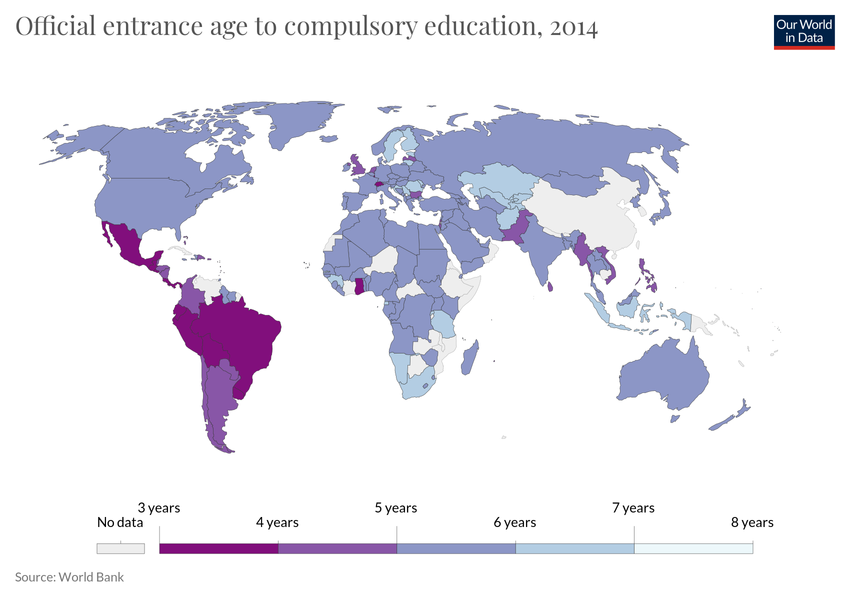 Official entrance age to compulsory education, 2014
Our World
in Data
3 years
5 years
7 years
No data
4 years
6 years
8 years
Source: World Bank